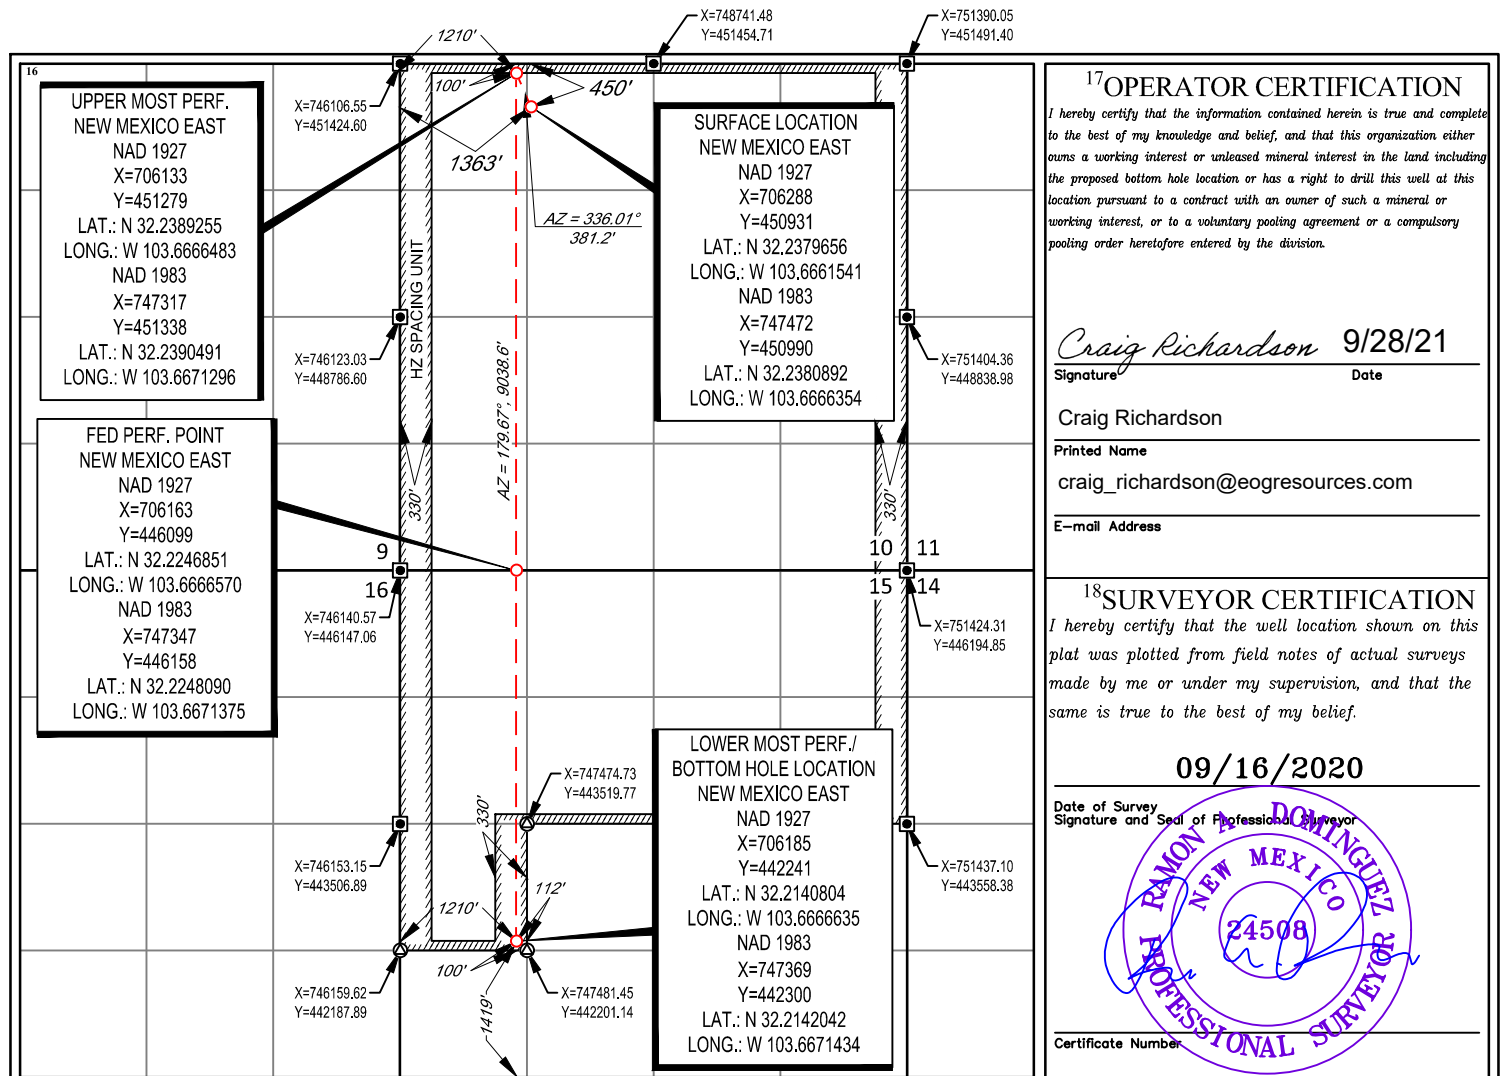 X=748741.48
Y=451454.71
X=751390.05
Y=451491.40
1210'
16
100'
450'
X=746106.55
Y=451424.60
1363'
UPPER MOST PERF.
NEW MEXICO EAST
NAD 1927
X=706133
Y=451279
LAT.: N 32.2389255
LONG.: W 103.6666483
NAD 1983
X=747317
Y=451338
LAT.: N 32.2390491
LONG.: W 103.6671296
SURFACE LOCATION
NEW MEXICO EAST
NAD 1927
X=706288
Y=450931
LAT.: N 32.2379656
LONG.: W 103.6661541
NAD 1983
X=747472
Y=450990
LAT.: N 32.2380892
LONG.: W 103.6666354
AZ = 336.01°
381.2'
HZ SPACING UNIT
X=746123.03
Y=448786.60
AZ = 179.67°, 9038.6'
X=751404.36
Y=448838.98
FED PERF. POINT
NEW MEXICO EAST
NAD 1927
X=706163
Y=446099
LAT.: N 32.2246851
LONG.: W 103.6666570
NAD 1983
X=747347
Y=446158
LAT.: N 32.2248090
LONG.: W 103.6671375
330'
330'
9
10 11
16
15 14
X=746140.57
Y=446147.06
X=751424.31
Y=446194.85
X=747474.73
Y=443519.77
330'
X=746153.15
Y=443506.89
X=751437.10
Y=443558.38
112'
1210'
100'
1419'
X=746159.62
Y=442187.89
X=747481.45
Y=442201.14
LOWER MOST PERF./
BOTTOM HOLE LOCATION
NEW MEXICO EAST
NAD 1927
X=706185
Y=442241
LAT.: N 32.2140804
LONG.: W 103.6666635
NAD 1983
X=747369
Y=442300
LAT.: N 32.2142042
LONG.: W 103.6671434
17 OPERATOR CERTIFICATION
I hereby certify that the information contained herein is true and complete
to the best of my knowledge and belief, and that this organization either
owns a working interest or unleased mineral interest in the land including
the proposed bottom hole location or has a right to drill this well at this
location pursuant to a contract with an owner of such a mineral or
working interest, or to a voluntary pooling agreement or a compulsory
pooling order heretofore entered by the division.
Craig Richardson 9/28/21
Signature Date
Craig Richardson
Printed Name
craig_richardson@eogresources.com
E-mail Address
18 SURVEYOR CERTIFICATION
I hereby certify that the well location shown on this
plat was plotted from field notes of actual surveys
made by me or under my supervision, and that the
same is true to the best of my belief.
09/16/2020
Date of Survey
Signature and Seal of Professional Surveyor
RAMON A. DOMINGUEZ
NEW MEXICO
24508
PROFESSIONAL SURVEYOR
Certificate Number